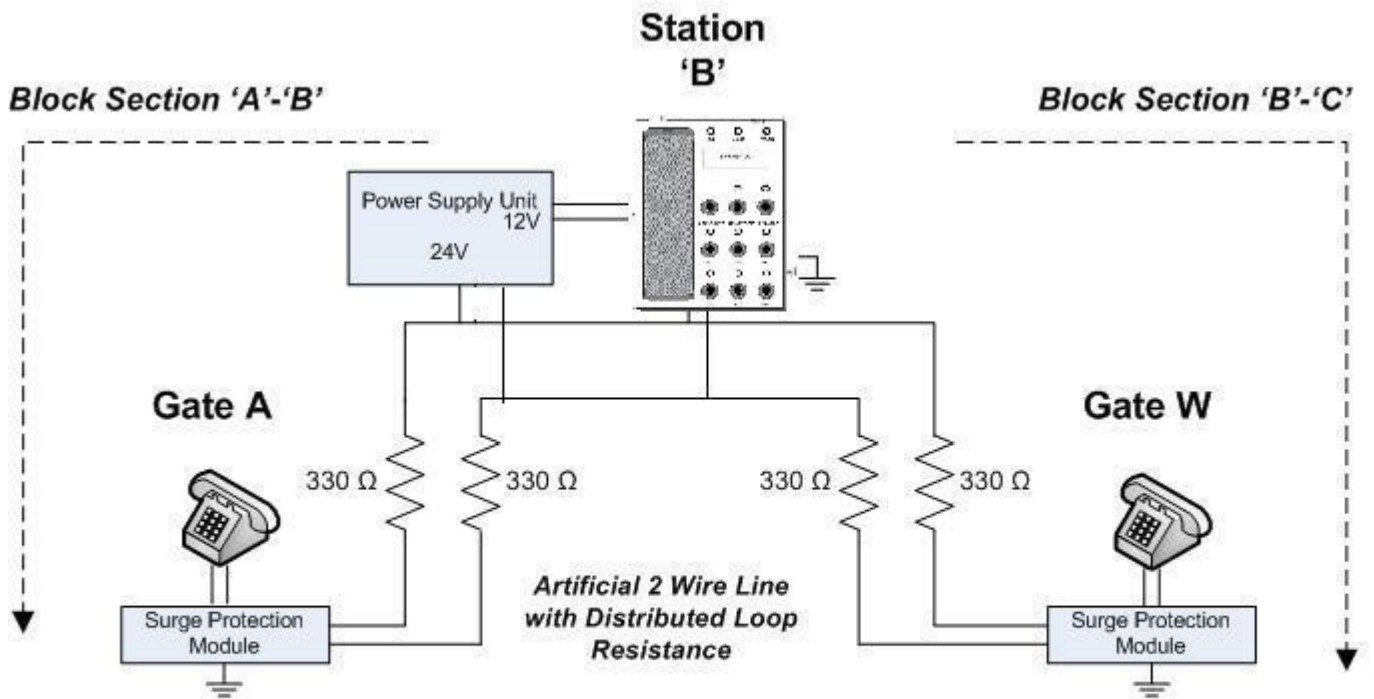 Station
‘B’
Block Section ‘A’-‘B’
Block Section ‘B’-‘C’
Power Supply Unit
12V
24V
Gate A
Gate W
330 Ω
330 Ω
330 Ω
330 Ω
Artificial 2 Wire Line
with Distributed Loop
Resistance
Surge Protection
Module
Surge Protection
Module